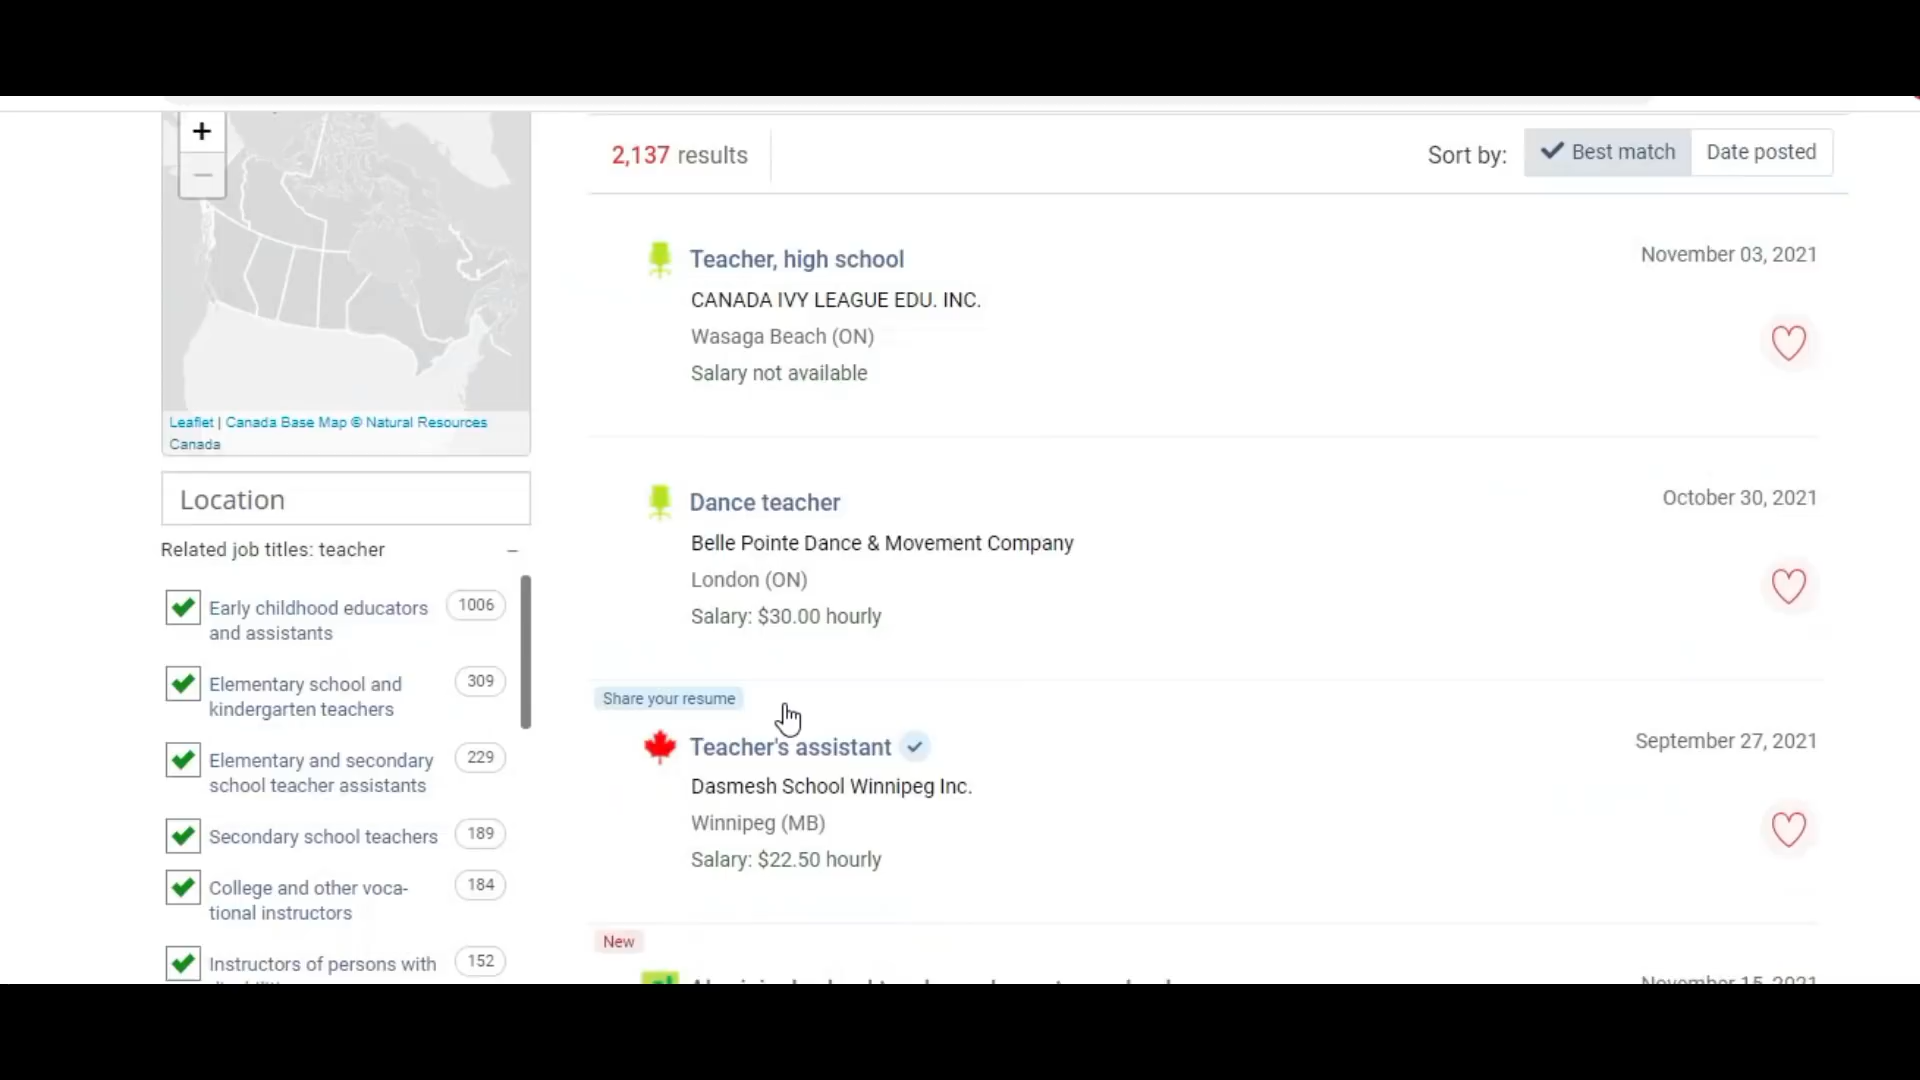 +
−
Leaflet | Canada Base Map © Natural Resources
Canada
Location
Related job titles: teacher
−
Early childhood educators
and assistants
1006
Elementary school and
kindergarten teachers
309
Elementary and secondary
school teacher assistants
229
Secondary school teachers
189
College and other voca-
tional instructors
184
Instructors of persons with
152
2,137 results
Sort by:
Best match
Date posted
Teacher, high school
November 03, 2021
CANADA IVY LEAGUE EDU. INC.
Wasaga Beach (ON)
Salary not available
Dance teacher
October 30, 2021
Belle Pointe Dance & Movement Company
London (ON)
Salary: $30.00 hourly
Share your resume
Teacher's assistant
September 27, 2021
Dasmesh School Winnipeg Inc.
Winnipeg (MB)
Salary: $22.50 hourly
New
November 15, 2021